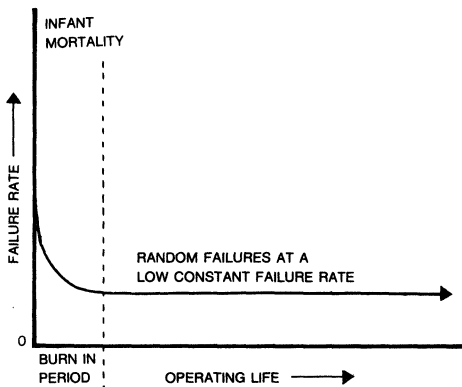 INFANT
MORTALITY
FAILURE RATE
RANDOM FAILURES AT A
LOW CONSTANT FAILURE RATE
0
BURN IN
PERIOD
OPERATING LIFE